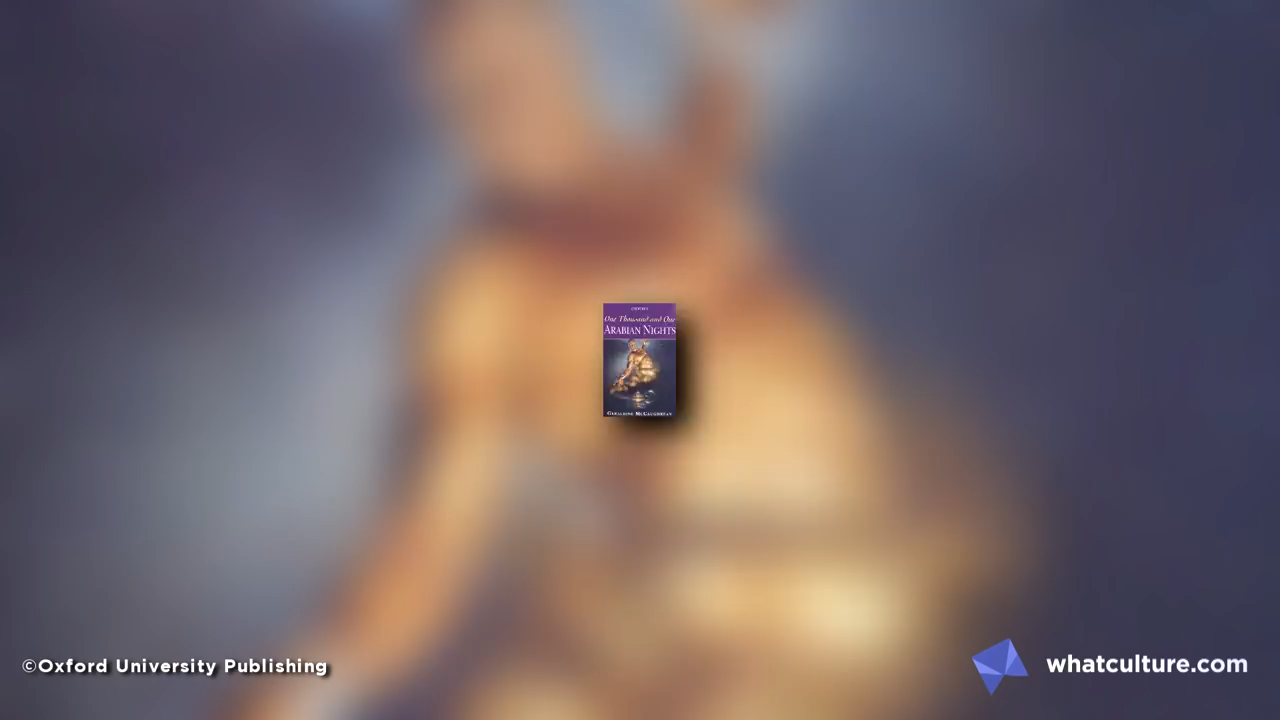 OXFORD
One Thousand and One
ARABIAN NIGHTS
GERALDINE MCCAUGHREAN
©Oxford University Publishing
whatculture.com